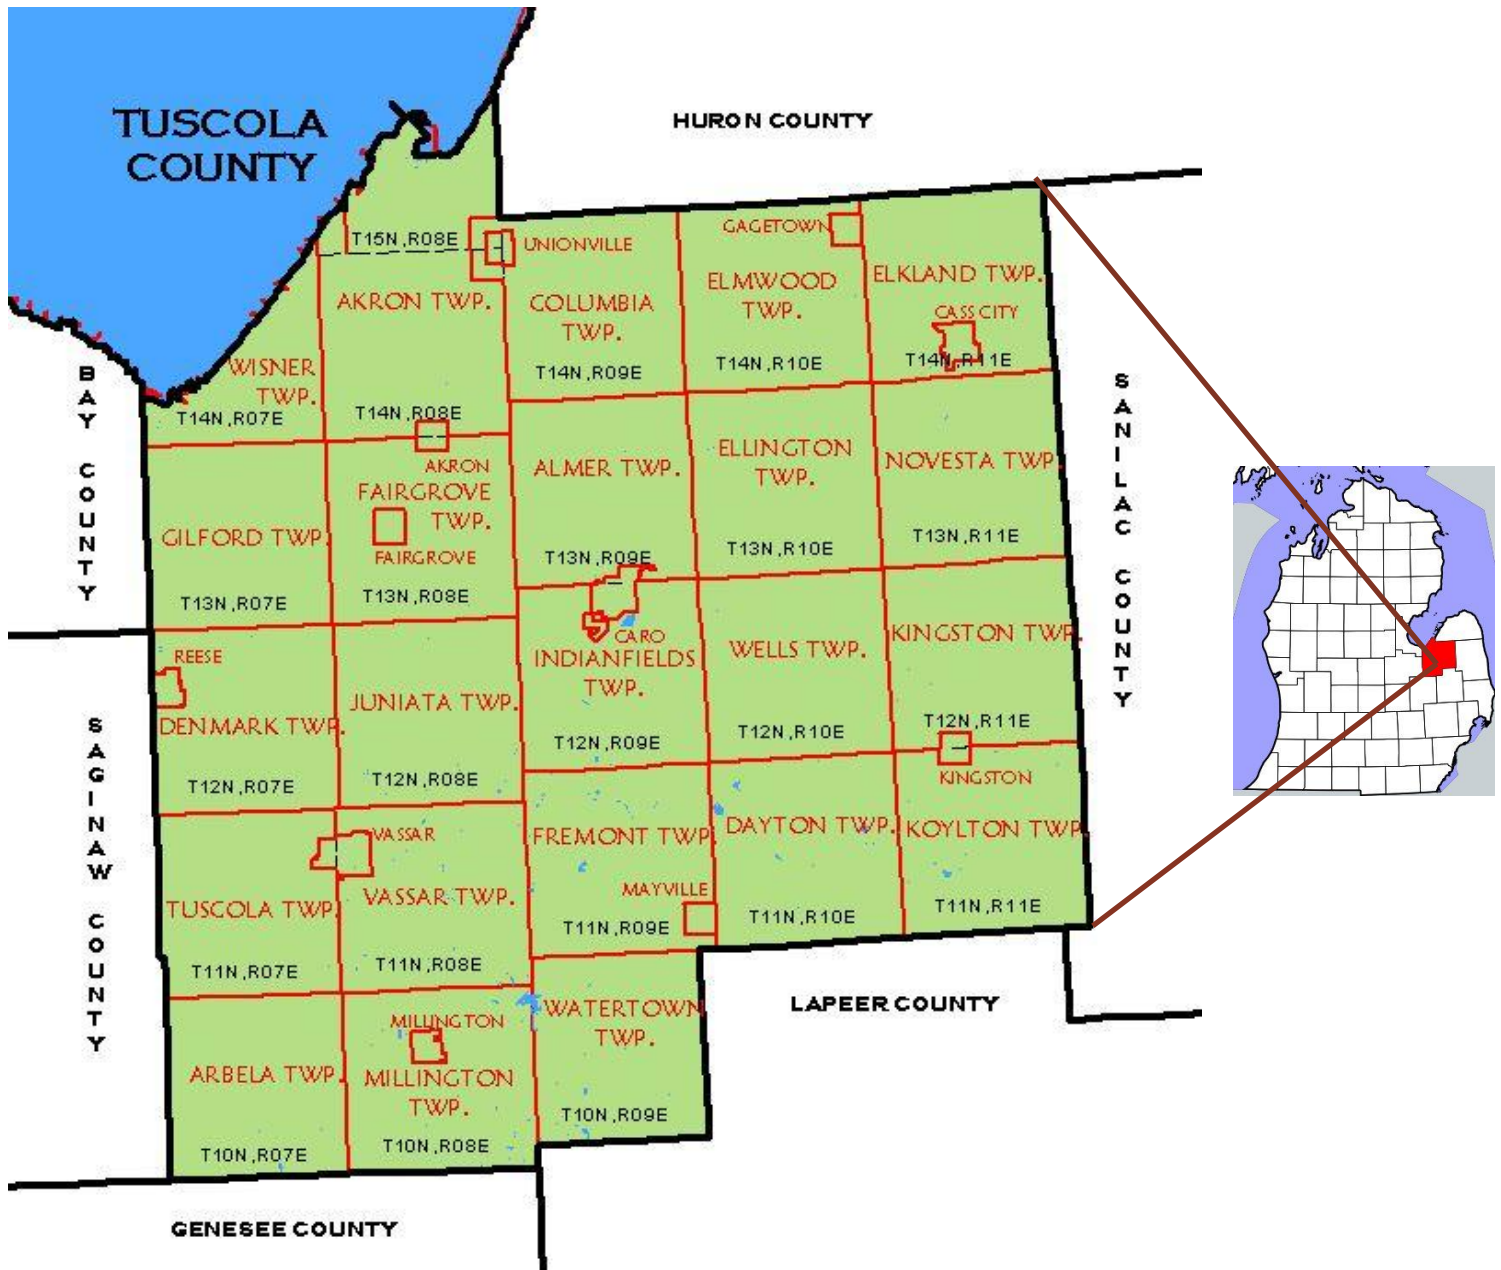 TUSCOLA
COUNTY
HURON COUNTY
GAGETOWN
T15N,R08E
UNIONVILLE
ELKLAND TWP.
ELMWOOD
TWP.
AKRON TWP.
COLUMBIA
TWP.
CASS CITY
WISNER
TWP.
T14N,R11E
T14N,R10E
T14N,R09E
T14N,R08E
T14N,R07E
BAY COUNTY
SANILAC COUNTY
ELLINGTON
TWP.
NOVESTA TWP.
ALMER TWP.
AKRON
FAIRGROVE
TWP.
GILFORD TWP
FAIRGROVE
T13N,R11E
T13N,R10E
T13N,R09E
T13N,R08E
T13N,R07E
CARO
INDIANFIELDS
TWP.
WELLS TWP.
KINGSTON TWP.
REESE
JUNIATA TWP.
DENMARK TWP.
T12N,R11E
T12N,R10E
T12N,R09E
T12N,R08E
T12N,R07E
KINGSTON
SAGINAW COUNTY
VASSAR
FREMONT TWP
DAYTON TWP.
KOYLTON TWP
MAYVILLE
VASSAR TWP.
TUSCOLA TWP.
T11N,R11E
T11N,R10E
T11N,R09E
T11N,R08E
T11N,R07E
LAPEER COUNTY
WATERTOWN
TWP.
MILLINGTON
ARBELA TWP.
MILLINGTON
TWP.
T10N,R09E
T10N,R08E
T10N,R07E
GENESEE COUNTY